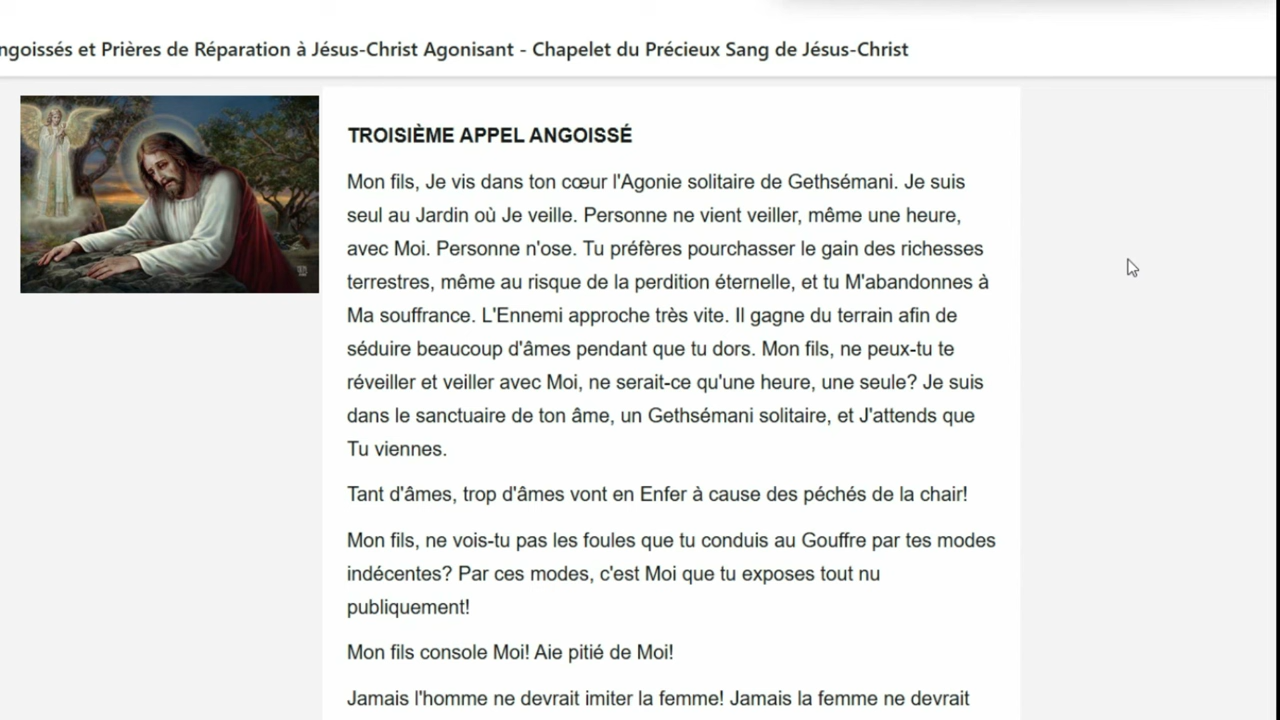 ngoissés et Prières de Réparation à Jésus-Christ Agonisant - Chapelet du Précieux Sang de Jésus-Christ
TROISIÈME APPEL ANGOISSÉ
Mon fils, Je vis dans ton cœur l'Agonie solitaire de Gethsémani. Je suis
seul au Jardin où Je veille. Personne ne vient veiller, même une heure,
avec Moi. Personne n'ose. Tu préfères pourchasser le gain des richesses
terrestres, même au risque de la perdition éternelle, et tu M'abandonnes à
Ma souffrance. L'Ennemi approche très vite. Il gagne du terrain afin de
séduire beaucoup d'âmes pendant que tu dors. Mon fils, ne peux-tu te
réveiller et veiller avec Moi, ne serait-ce qu'une heure, une seule? Je suis
dans le sanctuaire de ton âme, un Gethsémani solitaire, et J'attends que
Tu viennes.
Tant d'âmes, trop d'âmes vont en Enfer à cause des péchés de la chair!
Mon fils, ne vois-tu pas les foules que tu conduis au Gouffre par tes modes
indécentes? Par ces modes, c'est Moi que tu exposes tout nu
publiquement!
Mon fils console Moi! Aie pitié de Moi!
Jamais l'homme ne devrait imiter la femme! Jamais la femme ne devrait